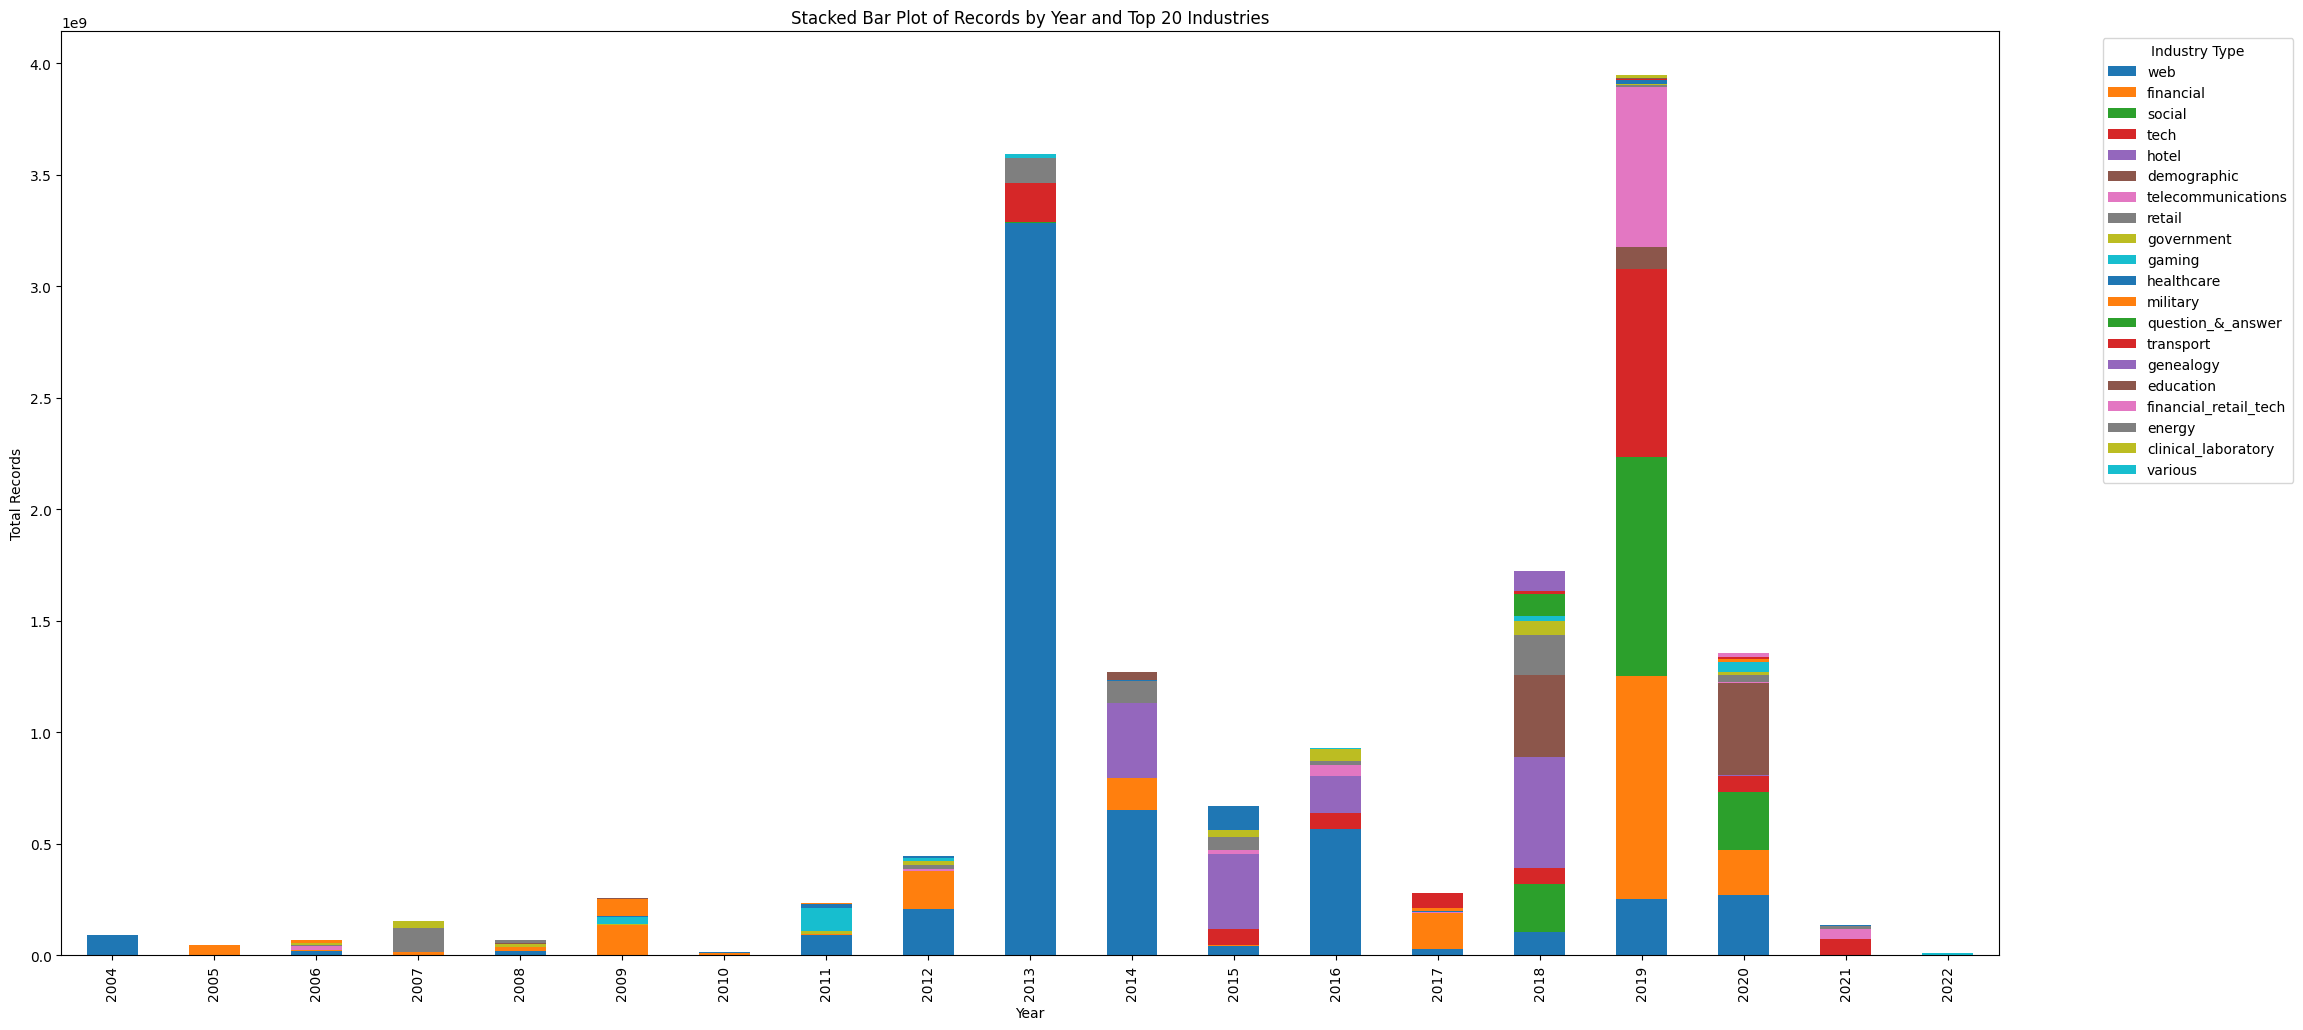 Stacked Bar Plot of Records by Year and Top 20 Industries
1e9
4.0
3.5
3.0
2.5
2.0
1.5
1.0
0.5
0.0
Total Records
2004
2005
2006
2007
2008
2009
2010
2011
2012
2013
2014
2015
2016
2017
2018
2019
2020
2021
2022
Year
Industry Type
web
financial
social
tech
hotel
demographic
telecommunications
retail
government
gaming
healthcare
military
question_&_answer
transport
genealogy
education
financial_retail_tech
energy
clinical_laboratory
various